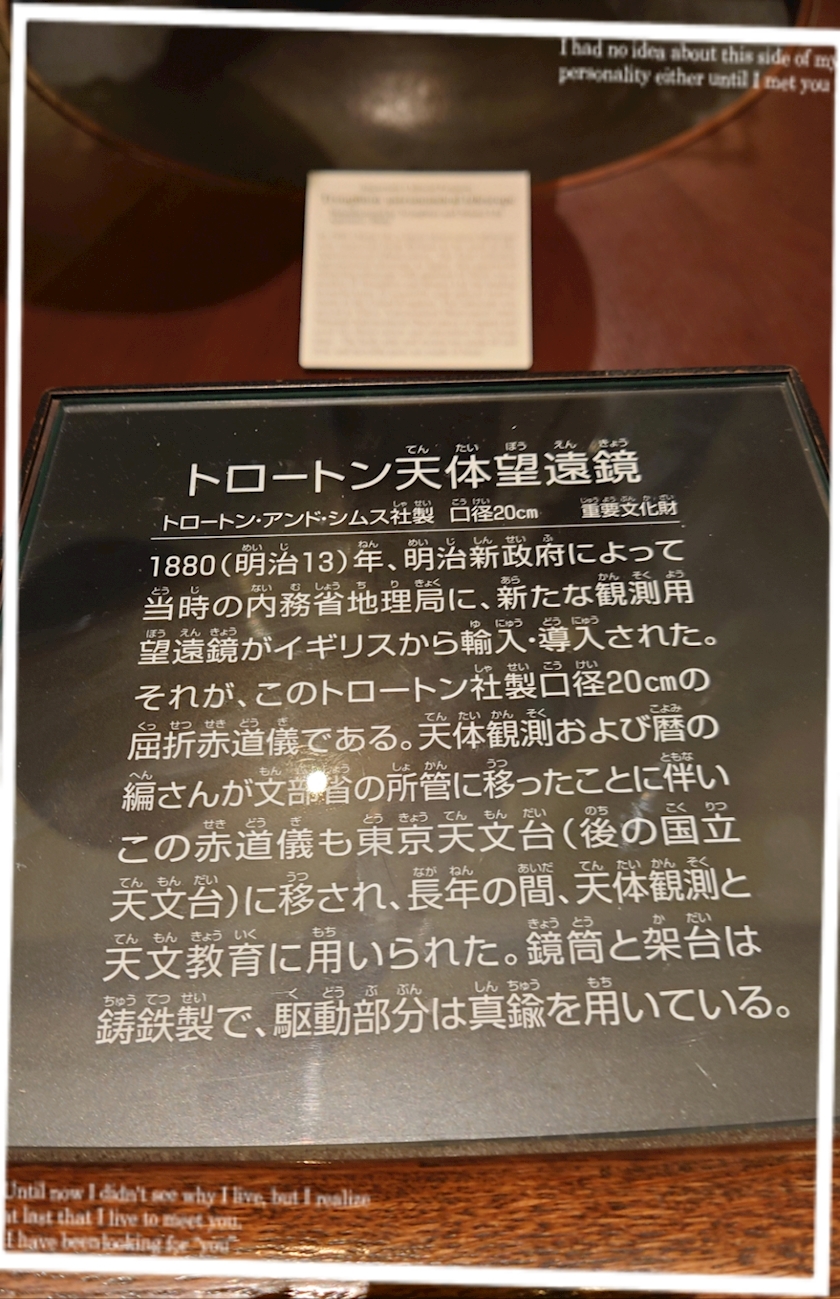 I had no idea about this side of my
personality either until I met you
トロートン天体望遠鏡
トロートン・アンド・シムス社製 口径20cm 重要文化財
1880(明治13)年、明治新政府によって
当時の内務省地理局に、新たな観測用
望遠鏡がイギリスから輸入・導入された。
それが、このトロートン社製口径20cmの
屈折赤道儀である。天体観測および暦の
編さんが文部省の所管に移ったことに伴い
この赤道儀も東京天文台(後の国立
天文台)に移され、長年の間、天体観測と
天文教育に用いられた。鏡筒と架台は
鋳鉄製で、駆動部分は真鍮を用いている。
Until now I didn't see why I live, but I realize
at last that I live to meet you.
I have been looking for "you"